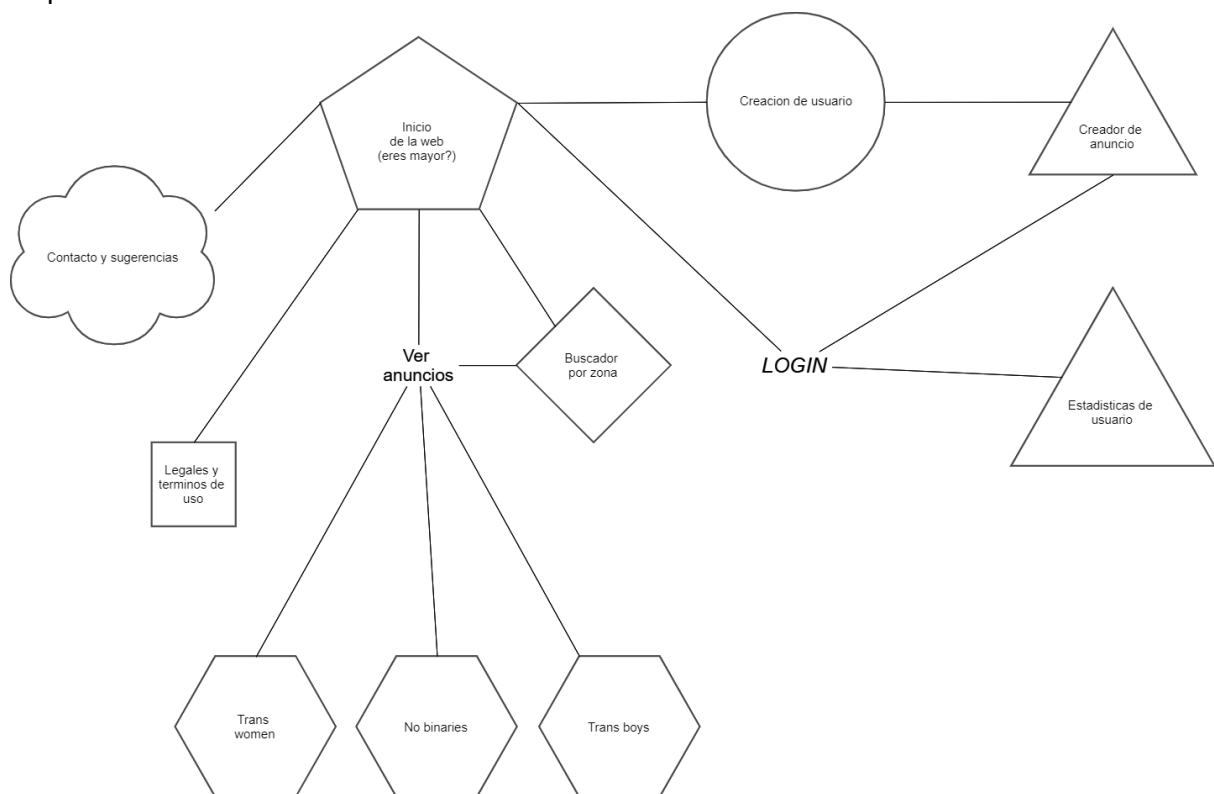 Inicio
de la web
(eres mayor?)
Creacion de usuario
Creador de
anuncio
Contacto y sugerencias
Ver
anuncios
Buscador
por zona
LOGIN
Estadisticas de
usuario
Legales y
terminos de
uso
Trans
women
No binaries
Trans boys